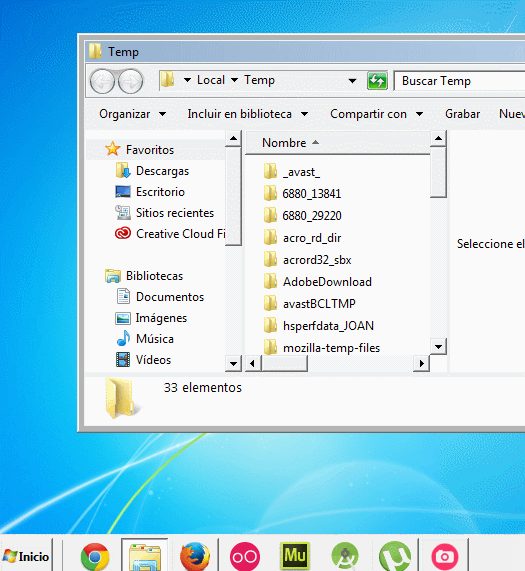 Temp
Local Temp
Buscar Temp
Organizar Incluir en biblioteca Compartir con Grabar Nuev
Favoritos
Descargas
Escritorio
Sitios recientes
Creative Cloud Fi
Bibliotecas
Documentos
Imágenes
Música
Vídeos
Nombre
_avast_
6880_13841
6880_29220
acro_rd_dir
acrord32_sbx
AdobeDownload
avastBCLTMP
hsperfdata_JOAN
mozilla-temp-files
Seleccione el
33 elementos
Inicio
Mu